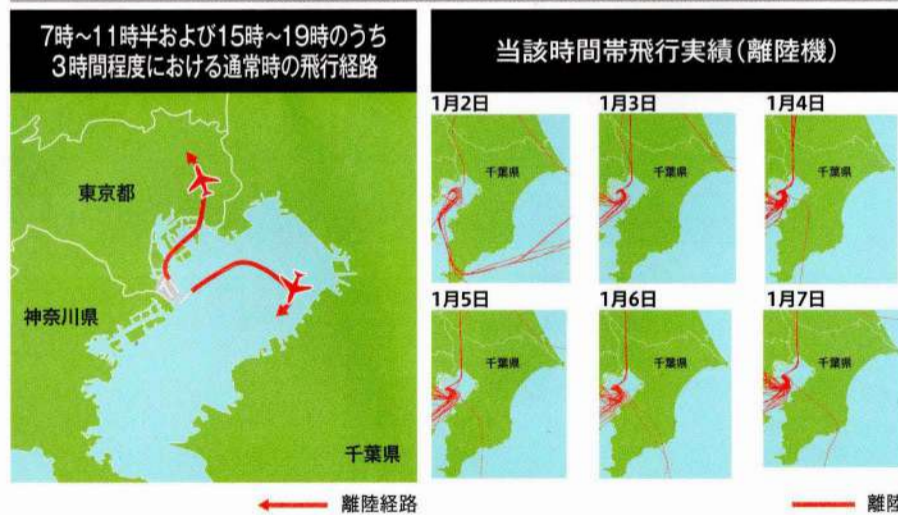 7時～11時半および15時～19時のうち
3時間程度における通常時の飛行経路
東京都
神奈川県
千葉県
離陸経路
当該時間帯飛行実績(離陸機)
1月2日
千葉県
1月3日
千葉県
1月4日
千葉県
1月5日
千葉県
1月6日
千葉県
1月7日
千葉県
離陸